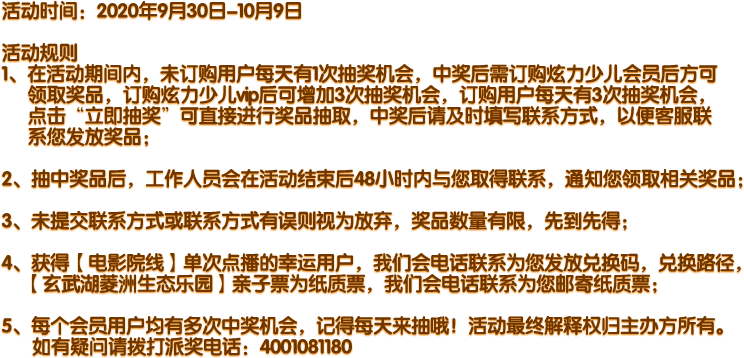 活动时间：2020年9月30日-10月9日
活动规则
1、在活动期间内，未订购用户每天有1次抽奖机会，中奖后需订购炫力少儿会员后方可
领取奖品，订购炫力少儿vip后可增加3次抽奖机会，订购用户每天有3次抽奖机会，
点击“立即抽奖”可直接进行奖品抽取，中奖后请及时填写联系方式，以便客服联
系您发放奖品；
2、抽中奖品后，工作人员会在活动结束后48小时内与您取得联系，通知您领取相关奖品；
3、未提交联系方式或联系方式有误则视为放弃，奖品数量有限，先到先得；
4、获得【电影院线】单次点播的幸运用户，我们会电话联系为您发放兑换码，兑换路径，
【玄武湖菱洲生态乐园】亲子票为纸质票，我们会电话联系为您邮寄纸质票；
5、每个会员用户均有多次中奖机会，记得每天来抽哦！活动最终解释权归主办方所有。
如有疑问请拨打派奖电话：4001081180